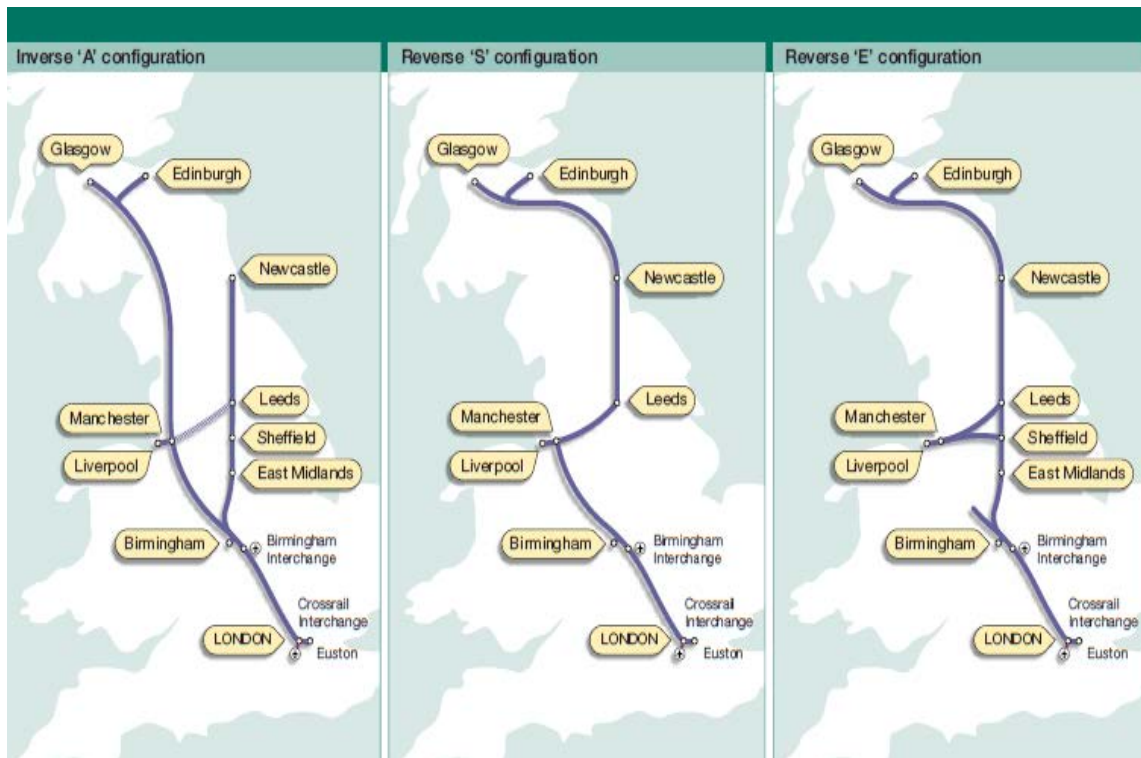 Inverse ‘A’ configuration
Glasgow
Edinburgh
Newcastle
Leeds
Manchester
Sheffield
Liverpool
East Midlands
Birmingham
Birmingham
Interchange
Crossrail
Interchange
LONDON
Euston
Reverse ‘S’ configuration
Glasgow
Edinburgh
Newcastle
Leeds
Manchester
Liverpool
Birmingham
Birmingham
Interchange
Crossrail
Interchange
LONDON
Euston
Reverse ‘E’ configuration
Glasgow
Edinburgh
Newcastle
Leeds
Manchester
Sheffield
Liverpool
East Midlands
Birmingham
Birmingham
Interchange
Crossrail
Interchange
LONDON
Euston